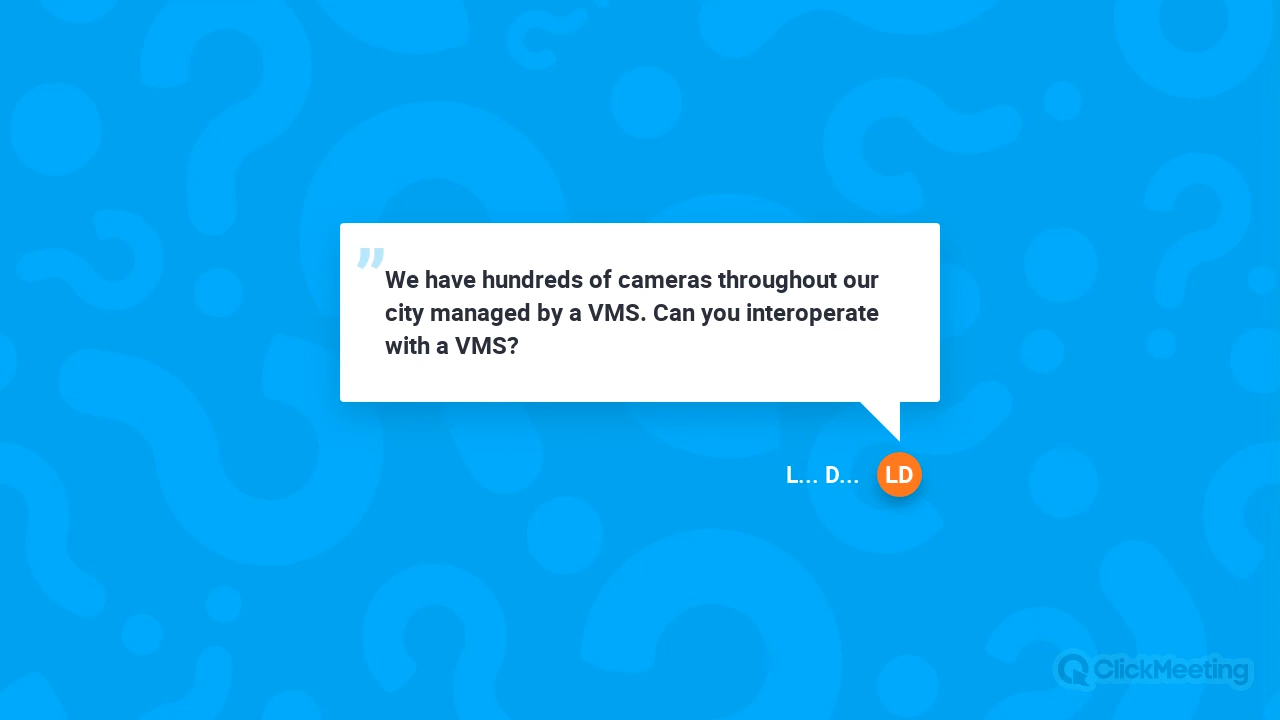 ”
We have hundreds of cameras throughout our
city managed by a VMS. Can you interoperate
with a VMS?
L... D... LD
ClickMeeting